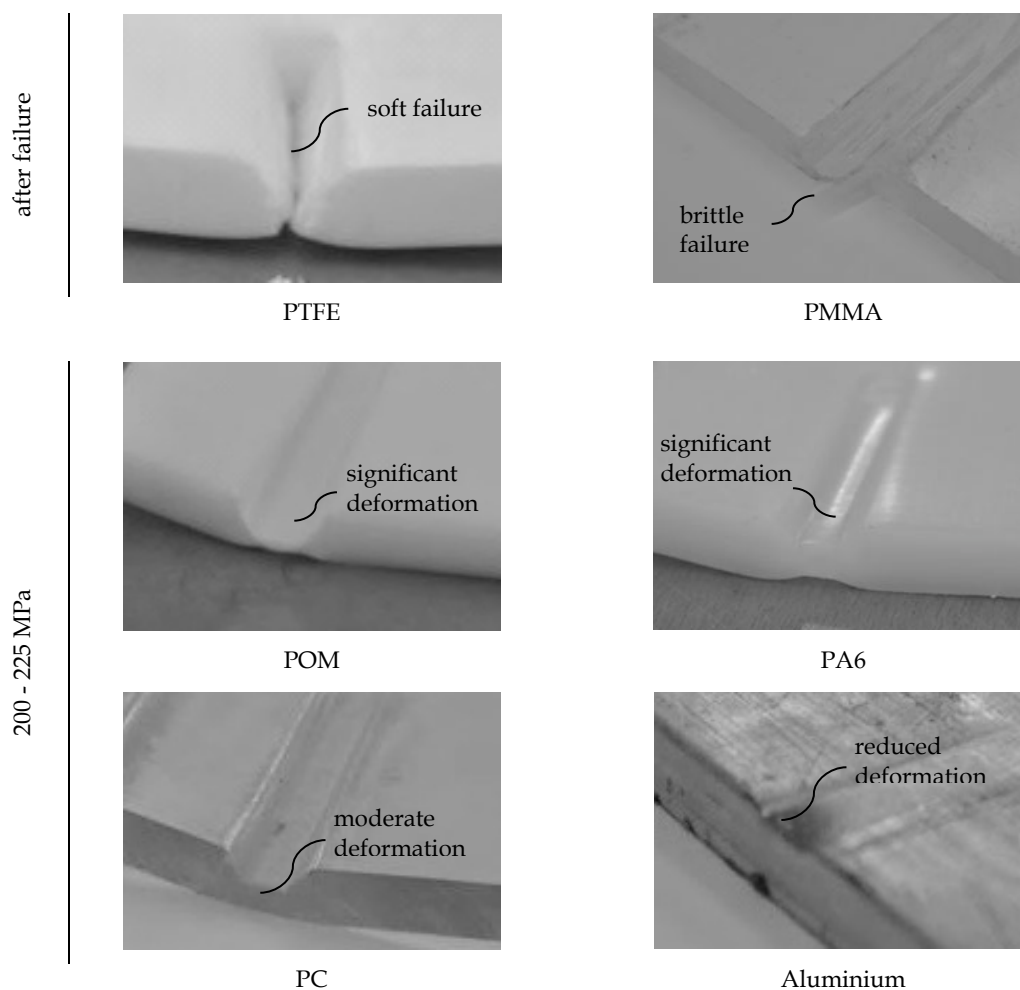 after failure
soft failure
brittle
failure
PTFE
PMMA
200 - 225 MPa
significant
deformation
significant
deformation
POM
PA6
moderate
deformation
reduced
deformation
PC
Aluminium